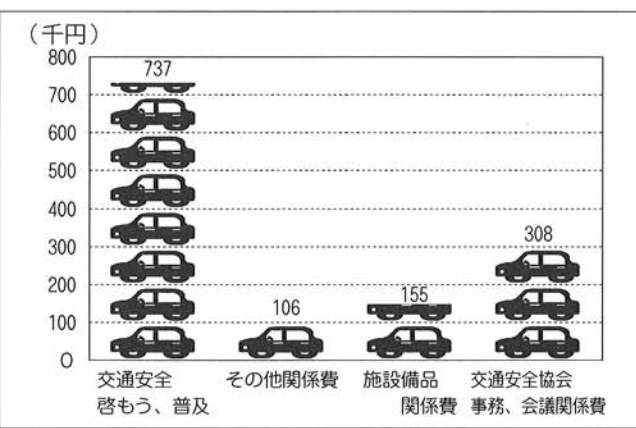 (千円)
800
700
600
500
400
300
200
100
0
737
106
155
308
交通安全
啓もう、普及
その他関係費
施設備品
関係費
交通安全協会
事務、会議関係費